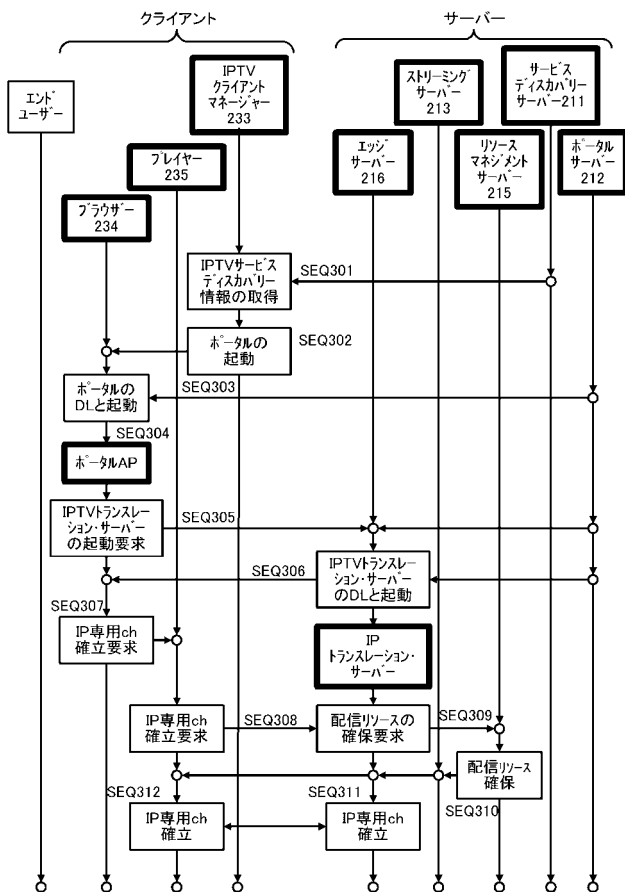 クライアント
サーバー
エンド
ユーザー
IPTV
クライアント
マネージャー
233
プレイヤー
235
ブラウザー
234
ストリーミング
サーバー
213
サービス
ディスカバリー
サーバー211
エッジ
サーバー
216
リソース
マネジメント
サーバー
215
ポータル
サーバー
212
IPTVサービス
ディスカバリー
情報の取得
SEQ301
ポータルの
起動
SEQ302
ポータルの
DLと起動
SEQ303
SEQ304
ポータルAP
IPTVトランスレー
ション・サーバー
の起動要求
SEQ305
IPTVトランスレー
ション・サーバー
のDLと起動
SEQ306
SEQ307
IP専用ch
確立要求
IP
トランスレーション・
サーバー
IP専用ch
確立要求
SEQ308
配信リソースの
確保要求
SEQ309
配信リソース
確保
SEQ310
SEQ312
SEQ311
IP専用ch
確立
IP専用ch
確立